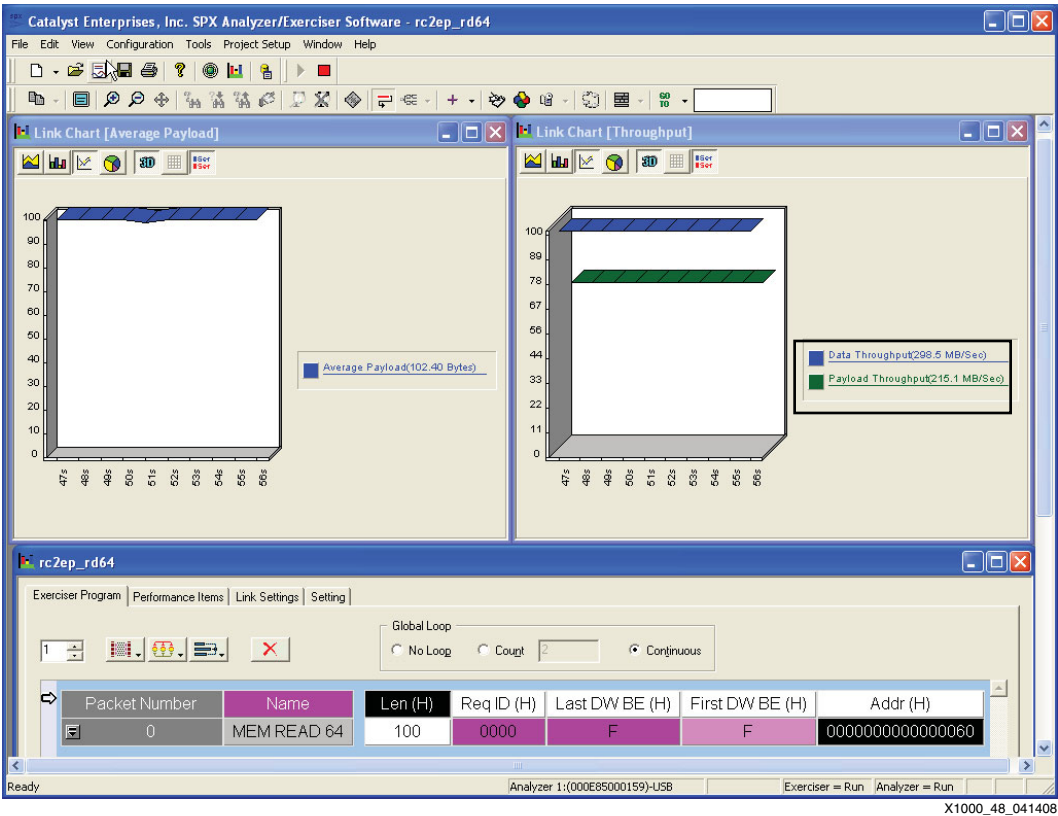 Catalyst Enterprises, Inc. SPX Analyzer/Exerciser Software - rc2ep_rd64
File Edit View Configuration Tools Project Setup Window Help
GO TO
Link Chart [Average Payload]
3D
100
90
80
70
60
50
40
30
20
10
0
47s 48s 49s 50s 51s 52s 53s 54s 55s 56s
Average Payload(102.40 Bytes)
Link Chart [Throughput]
3D
100
89
78
67
56
44
33
22
11
0
47s 48s 49s 50s 51s 52s 53s 54s 55s 56s
Data Throughput(298.5 MB/Sec)
Payload Throughput(215.1 MB/Sec)
rc2ep_rd64
Exerciser Program Performance Items Link Settings Setting
Global Loop
1 No Loop Count 2 Continuous
Packet Number Name Len (H) Req ID (H) Last DW BE (H) First DW BE (H) Addr (H)
0 MEM READ 64 100 0000 F F 0000000000000060
Ready Analyzer 1:(000E85000159)-USB Exerciser = Run Analyzer = Run
X1000_48_041408